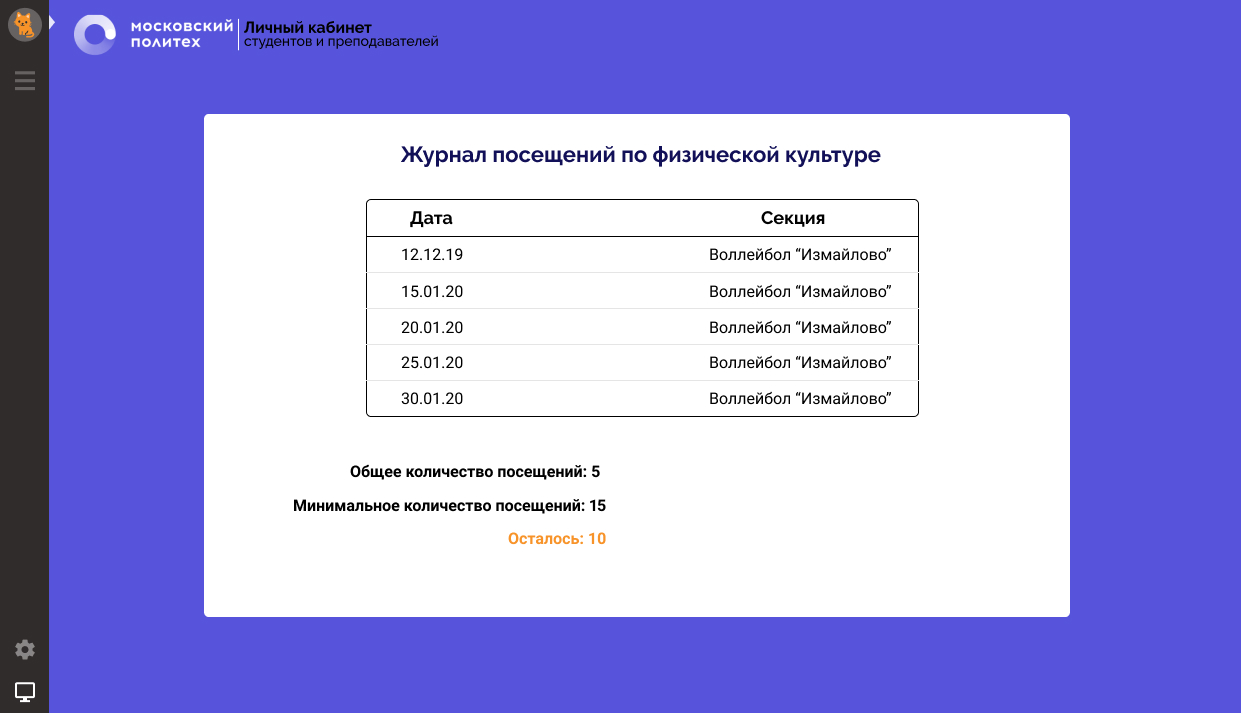 московский
политех
Личный кабинет
студентов и преподавателей
Журнал посещений по физической культуре
Дата Секция
12.12.19 Воллейбол “Измайлово”
15.01.20 Воллейбол “Измайлово”
20.01.20 Воллейбол “Измайлово”
25.01.20 Воллейбол “Измайлово”
30.01.20 Воллейбол “Измайлово”
Общее количество посещений: 5
Минимальное количество посещений: 15
Осталось: 10